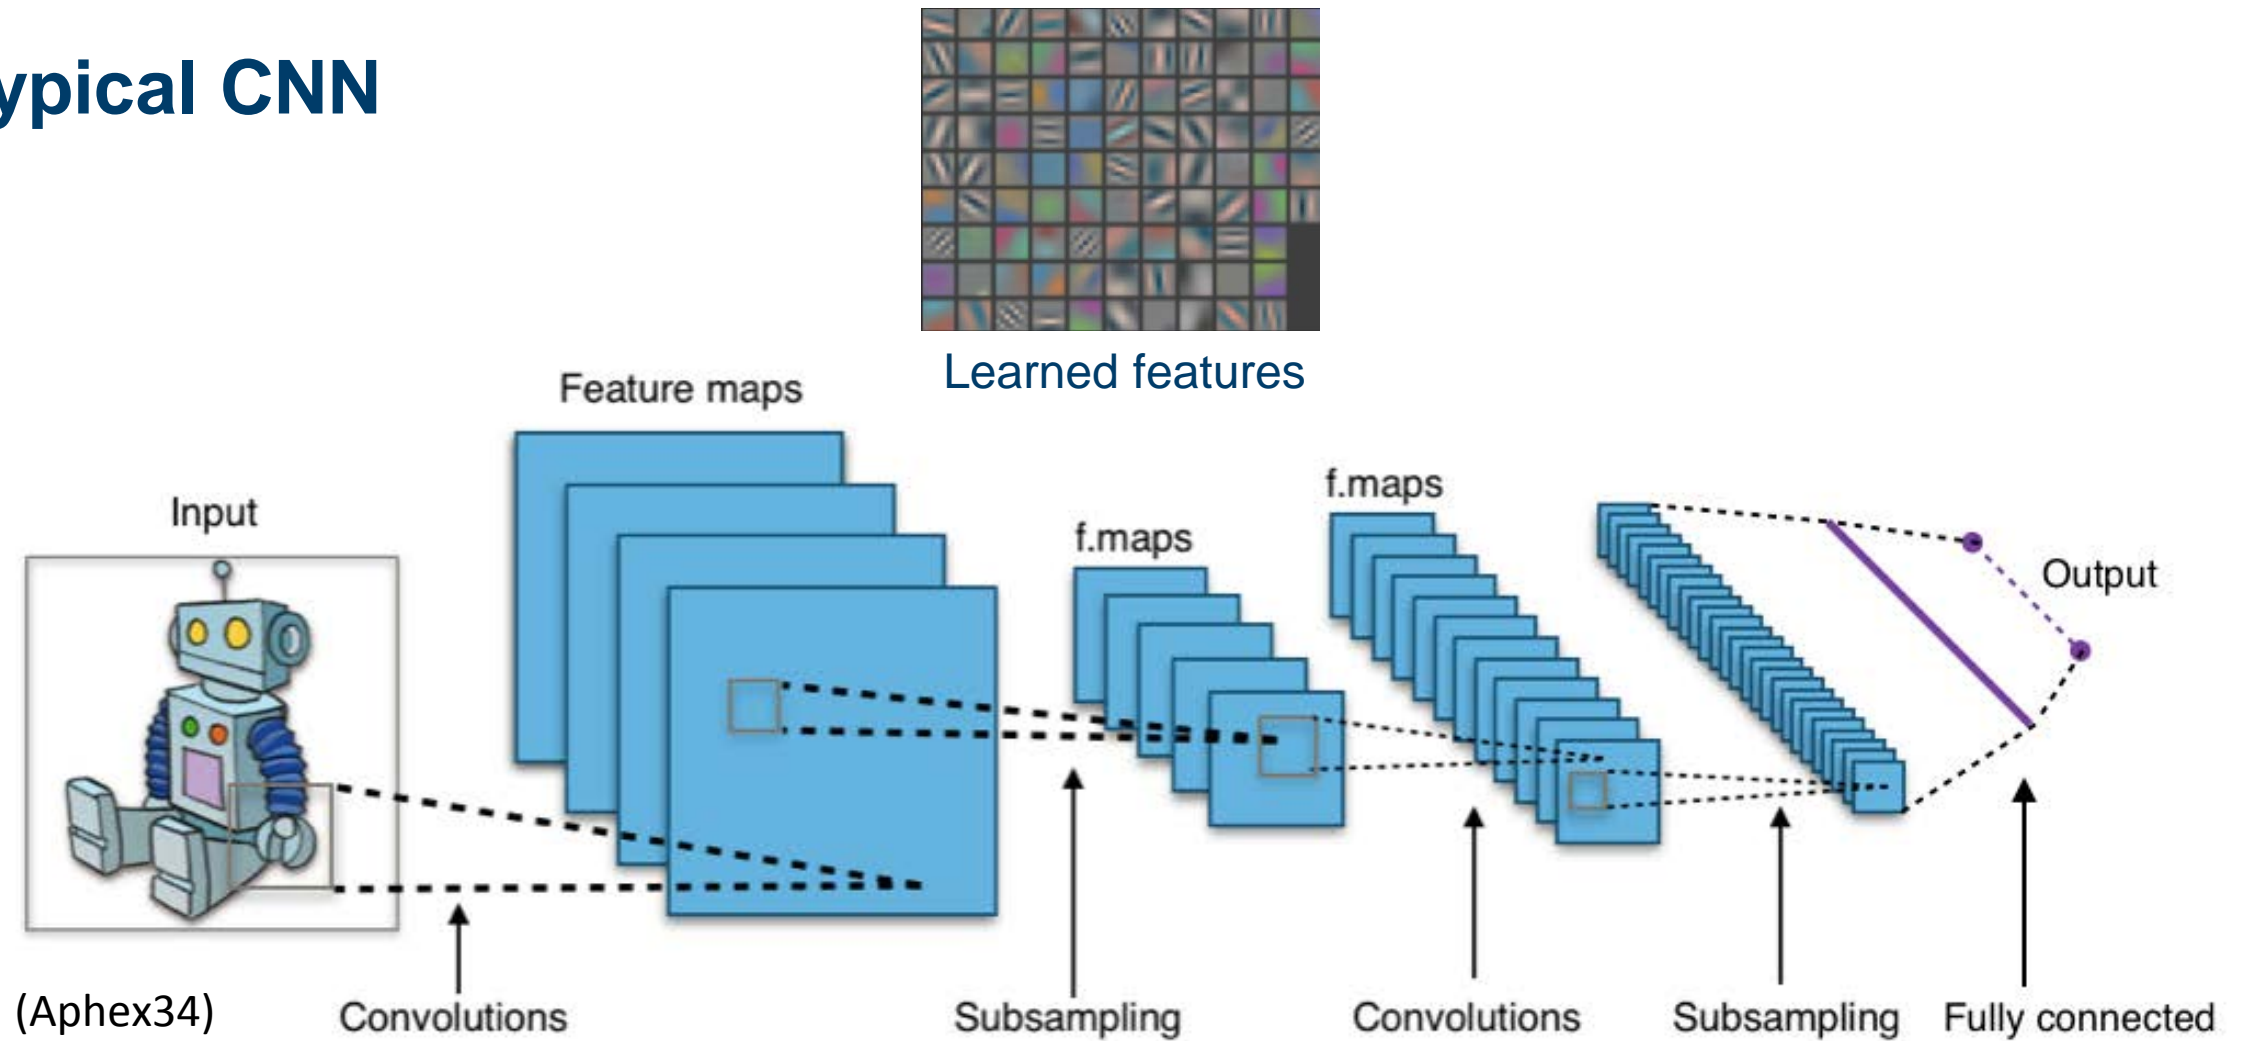 ypical CNN
Learned features
Feature maps
f.maps
f.maps
Input
Output
(Aphex34)
Convolutions
Subsampling
Convolutions
Subsampling
Fully connected